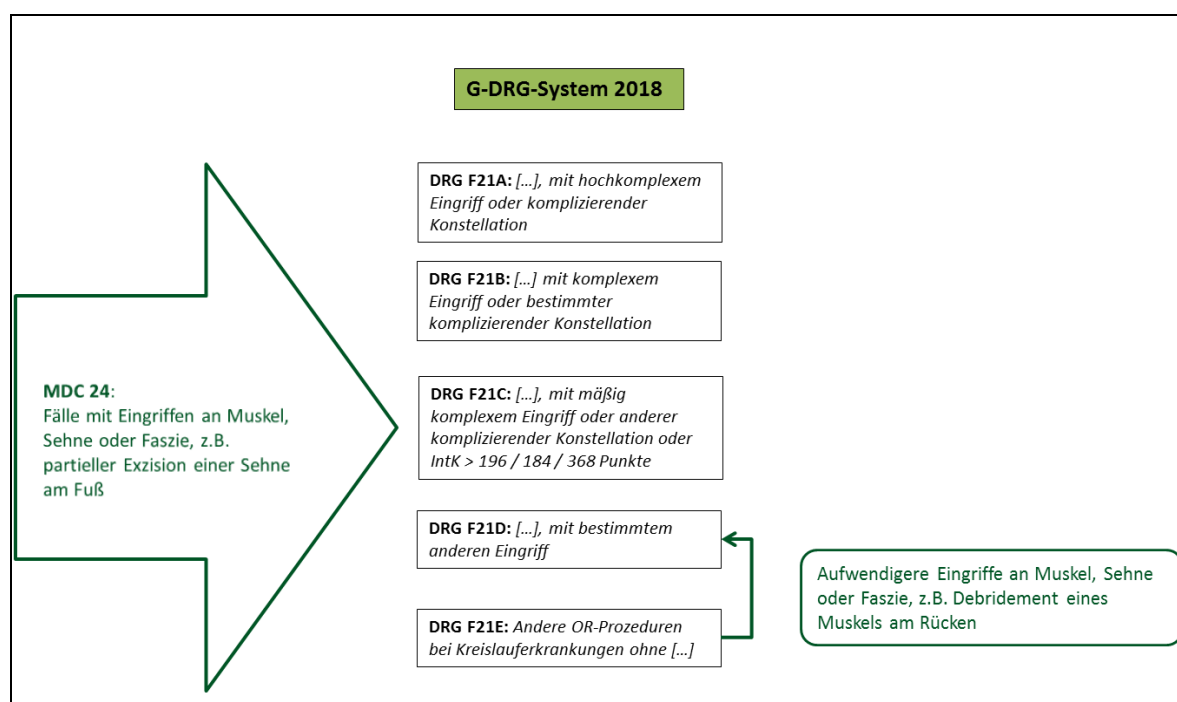 G-DRG-System 2018
DRG F21A: […], mit hochkomplexem
Eingriff oder komplizierender
Konstellation
DRG F21B: […] mit komplexem
Eingriff oder bestimmter
komplizierender Konstellation
MDC 24:
Fälle mit Eingriffen an Muskel,
Sehne oder Faszie, z.B.
partieller Exzision einer Sehne
am Fuß
DRG F21C: […], mit mäßig
komplexem Eingriff oder anderer
komplizierender Konstellation oder
IntK > 196 / 184 / 368 Punkte
DRG F21D: […], mit bestimmtem
anderen Eingriff
DRG F21E: Andere OR-Prozeduren
bei Kreislauferkrankungen ohne […]
Aufwendigere Eingriffe an Muskel, Sehne
oder Faszie, z.B. Debridement eines
Muskels am Rücken